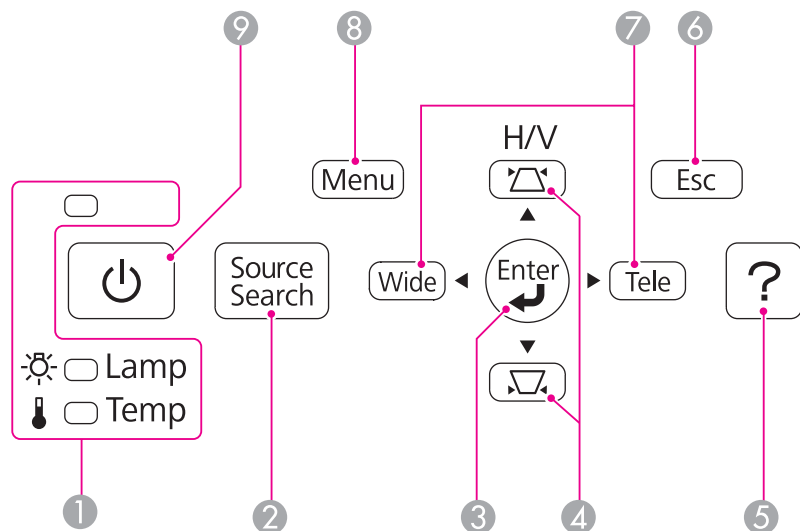 9
8
7
6
H/V
Menu
Esc
Source
Search
Wide
Enter
Tele
?
Lamp
Temp
1
2
3
4
5